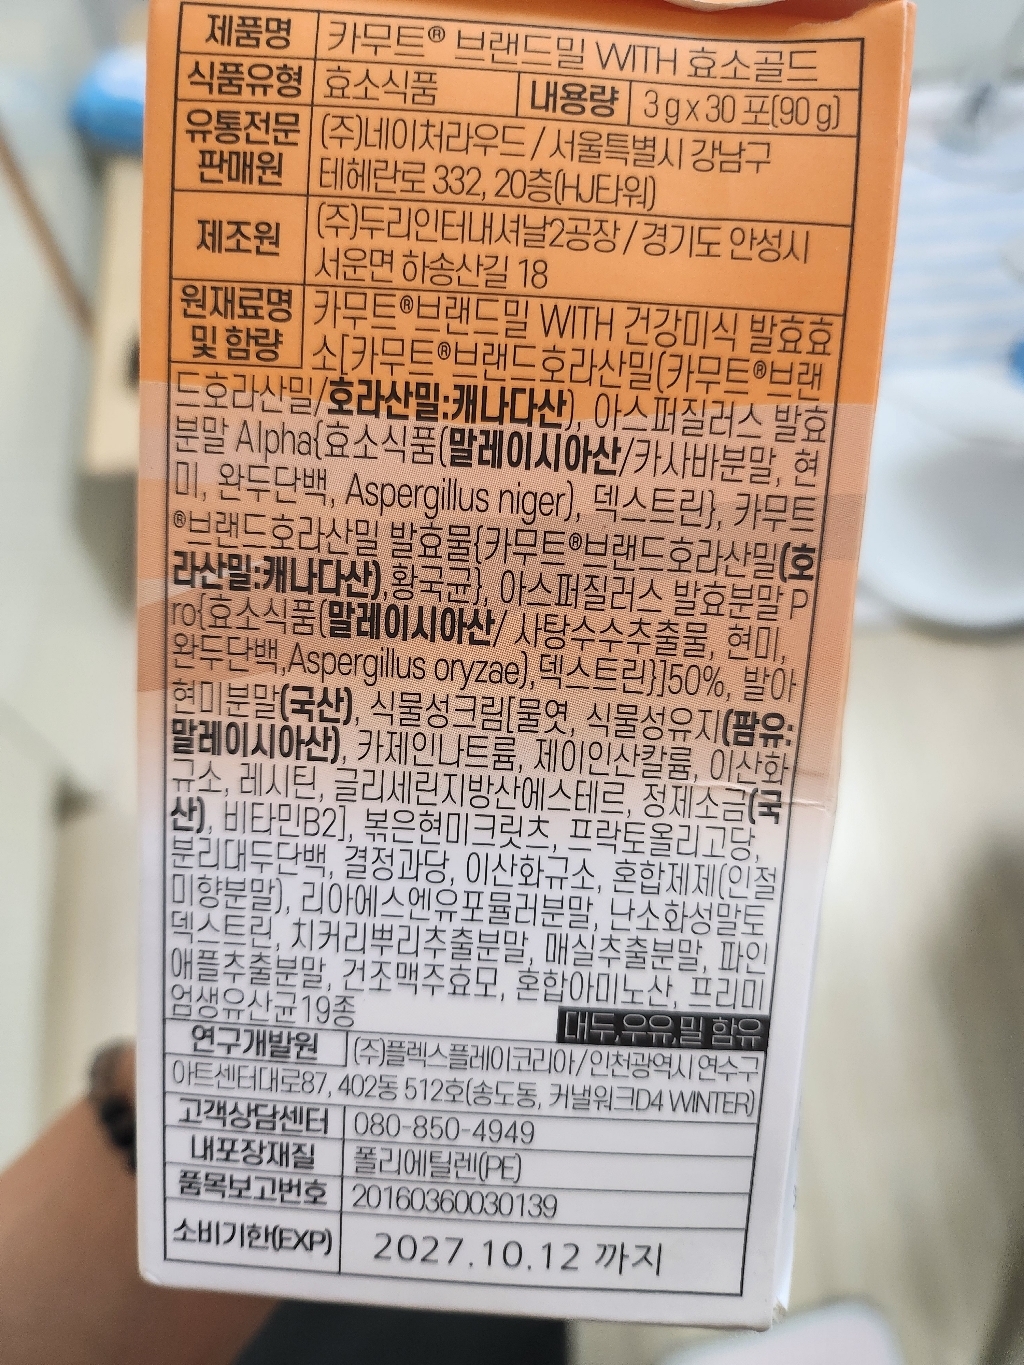 제품명 카무트® 브랜드밀 WITH 효소골드
식품유형 효소식품 내용량 3 g x 30 포(90 g)
유통전문판매원 (주)네이처라우드 / 서울특별시 강남구
테헤란로 332, 20층(HJ타워)
제조원 (주)두리인터내셔날2공장 / 경기도 안성시
서운면 하송산길 18
원재료명 및 함량 카무트®브랜드밀 WITH 건강미식 발효효
소[카무트®브랜드호라산밀(카무트®브랜
드호라산밀/호라산밀:캐나다산), 아스퍼질러스 발효
분말 Alpha{효소식품(말레이시아산/카사바분말, 현
미, 완두단백, Aspergillus niger), 덱스트린}, 카무트
®브랜드호라산밀 발효물{카무트®브랜드호라산밀(호
라산밀:캐나다산),황국균}, 아스퍼질러스 발효분말 P
ro{효소식품(말레이시아산/ 사탕수수추출물, 현미,
완두단백,Aspergillus oryzae),덱스트린}]50%, 발아
현미분말(국산), 식물성크림[물엿, 식물성유지(팜유:
말레이시아산), 카제인나트륨, 제이인산칼륨, 이산화
규소, 레시틴, 글리세린지방산에스테르, 정제소금(국
산), 비타민B2], 볶은현미크릿츠, 프락토올리고당,
분리대두단백, 결정과당, 이산화규소, 혼합제제(인절
미향분말), 리아에스엔유포뮬러분말, 난소화성말토
덱스트린, 치커리뿌리추출분말, 매실추출분말, 파인
애플추출분말, 건조맥주효모, 혼합아미노산, 프리미
엄생유산균19종
대두,우유,밀 함유
연구개발원 (주)플렉스플레이코리아/인천광역시 연수구
아트센터대로87, 402동 512호(송도동, 커낼워크D4 WINTER)
고객상담센터 080-850-4949
내포장재질 폴리에틸렌(PE)
품목보고번호 20160360030139
소비기한(EXP) 2027.10.12 까지